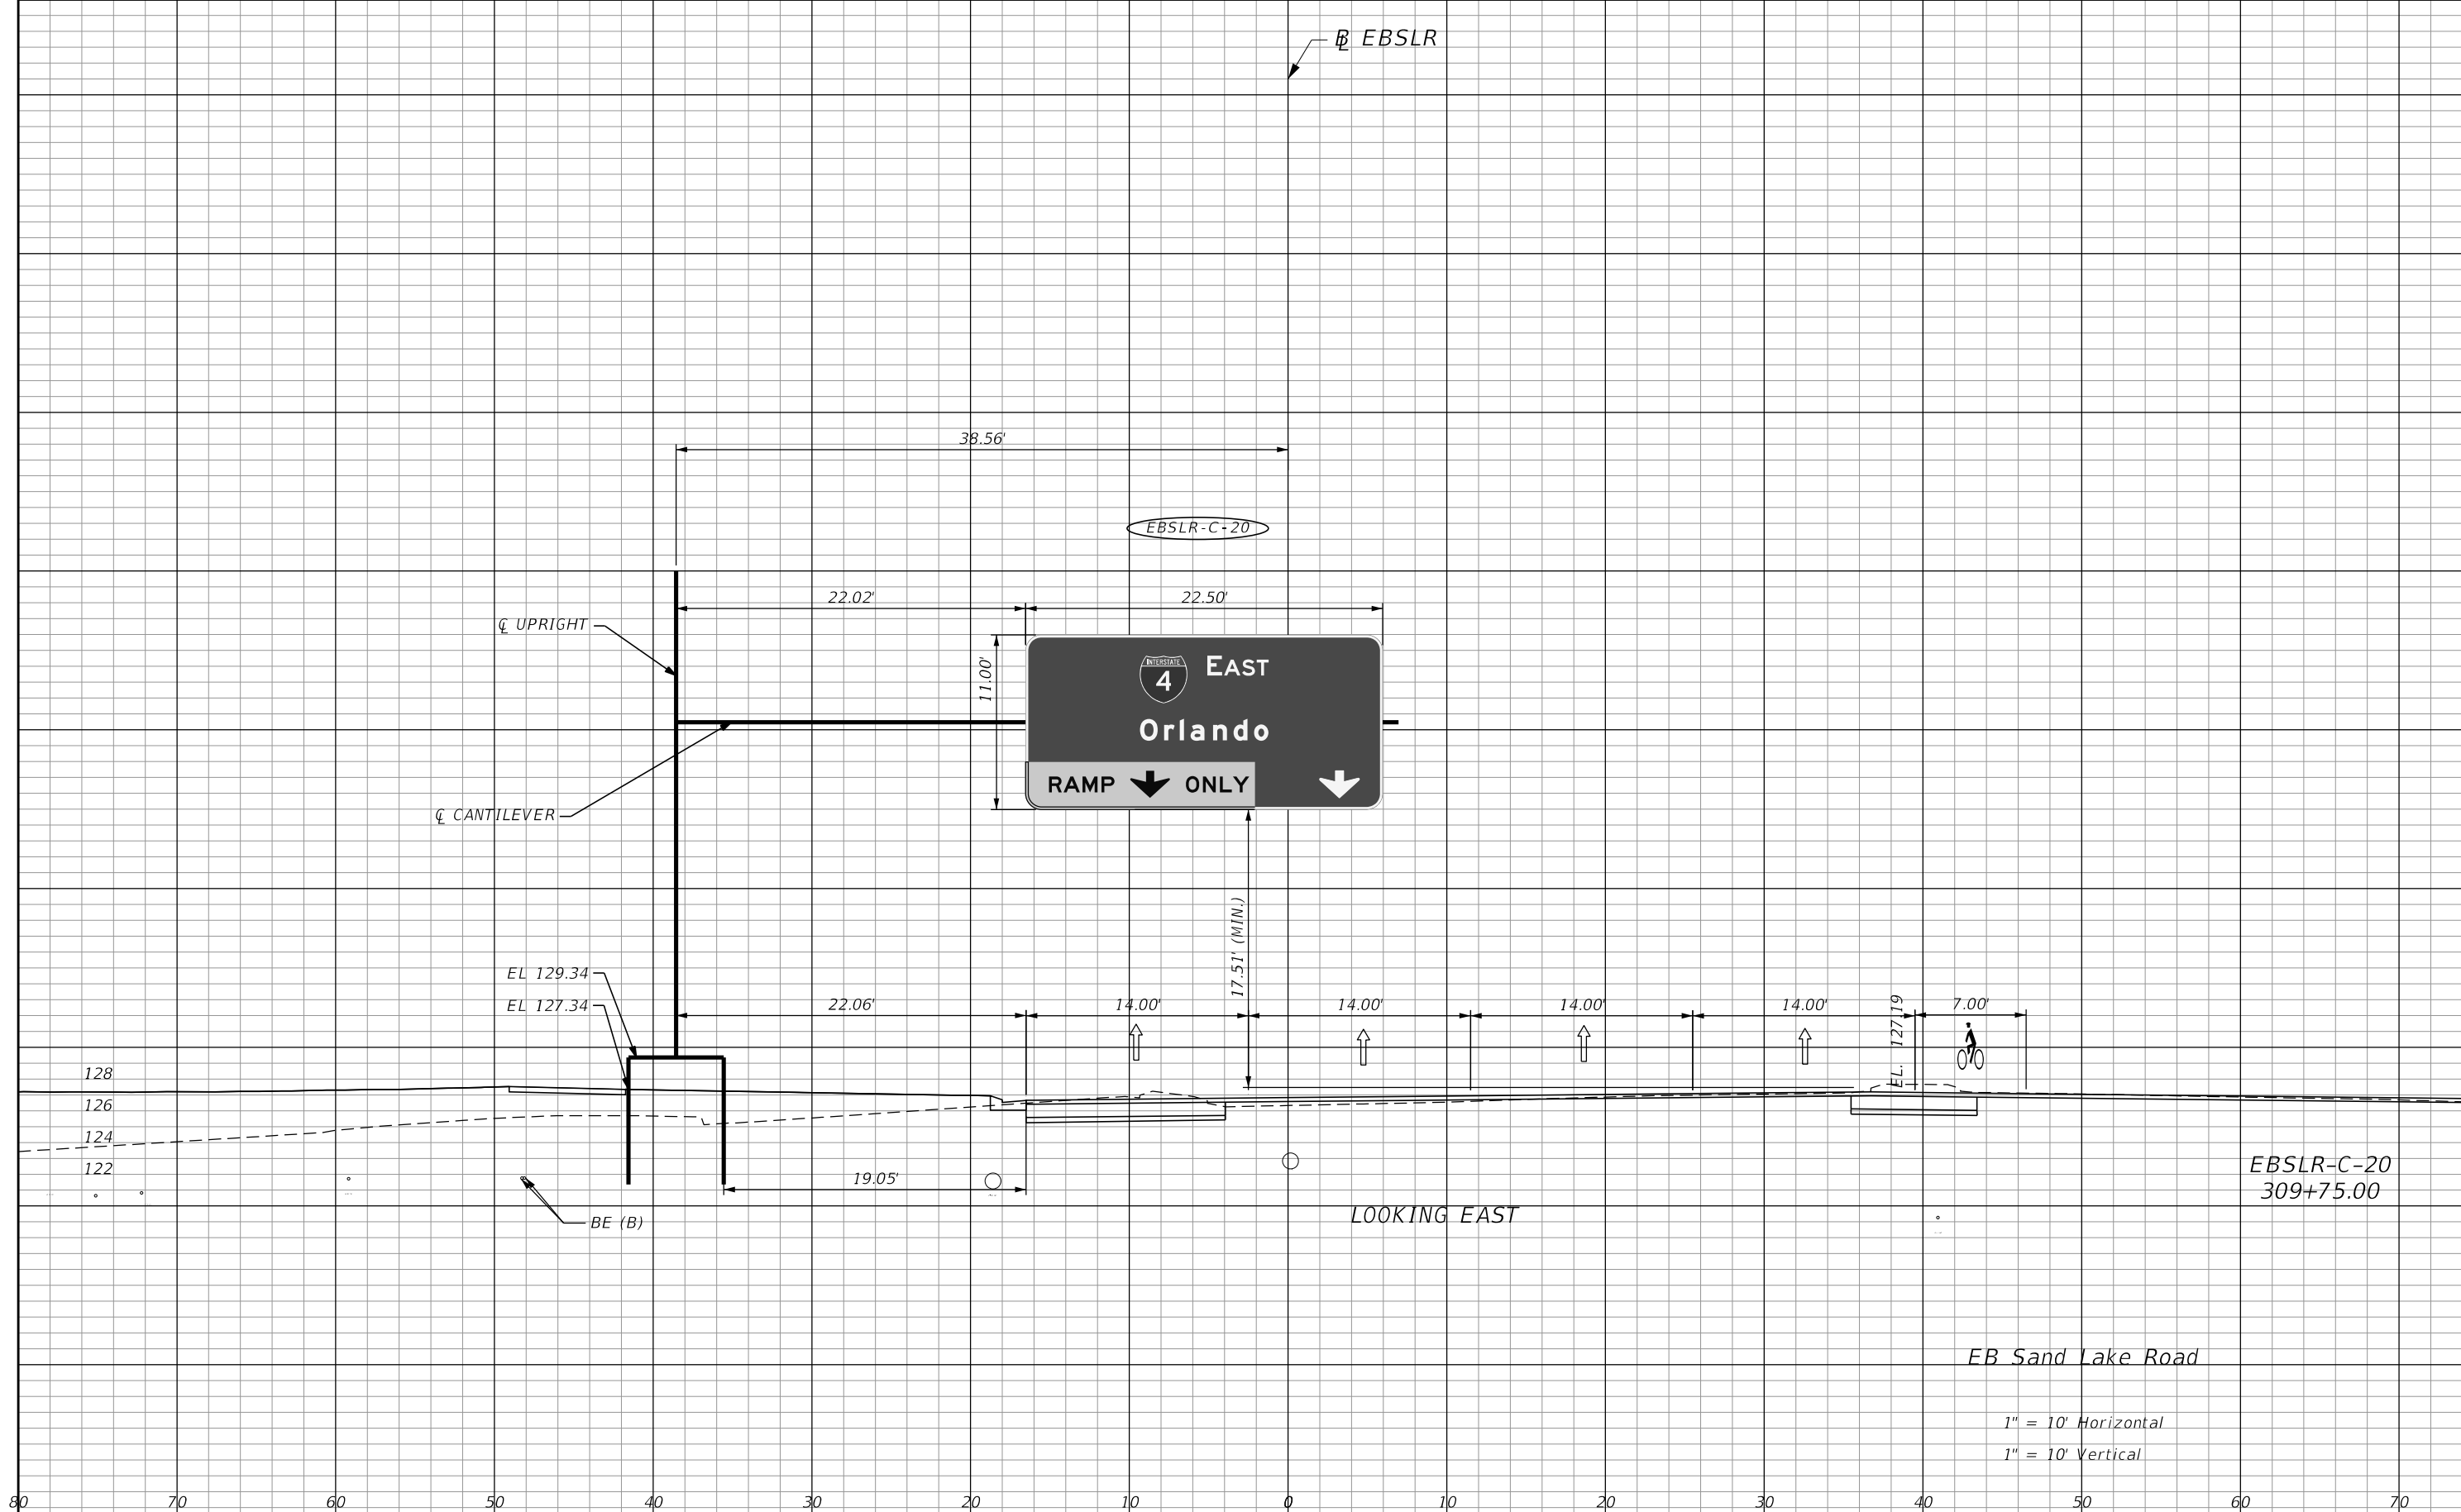 ℄ EBSLR
38.56'
EBSLR-C-20
22.02'
22.50'
℄ UPRIGHT
11.00'
INTERSTATE
4
EAST
Orlando
RAMP ONLY
℄ CANTILEVER
17.51' (MIN.)
EL 129.34
EL 127.34
22.06'
14.00'
14.00'
14.00'
14.00'
EL. 127.19
7.00'
128
126
124
122
19.05'
BE (B)
LOOKING EAST
EBSLR-C-20
309+75.00
EB Sand Lake Road
1" = 10' Horizontal
1" = 10' Vertical
80 70 60 50 40 30 20 10 0 10 20 30 40 50 60 70